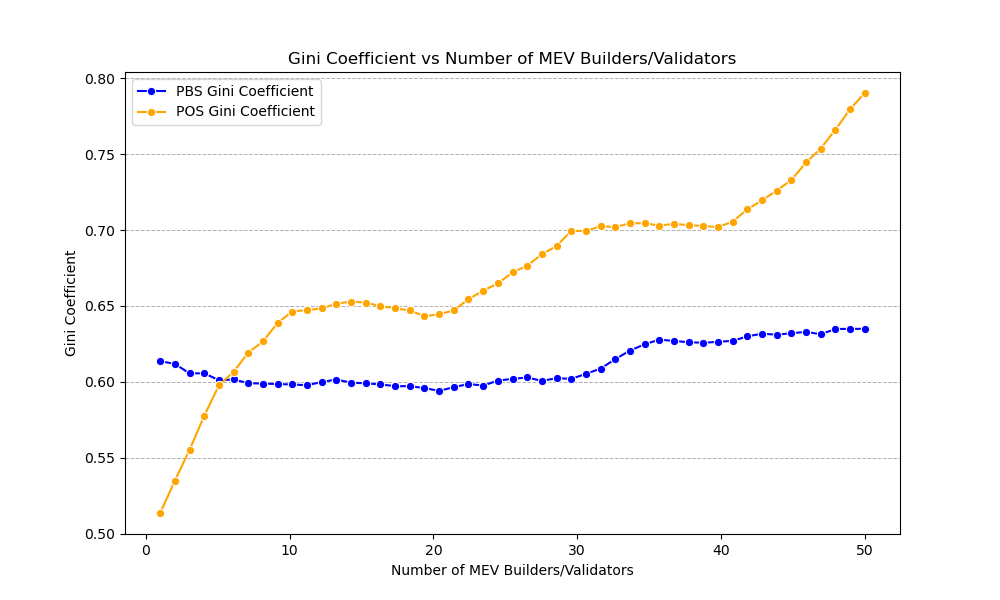 Gini Coefficient vs Number of MEV Builders/Validators
PBS Gini Coefficient
POS Gini Coefficient
Gini Coefficient
0.80
0.75
0.70
0.65
0.60
0.55
0.50
0 10 20 30 40 50
Number of MEV Builders/Validators